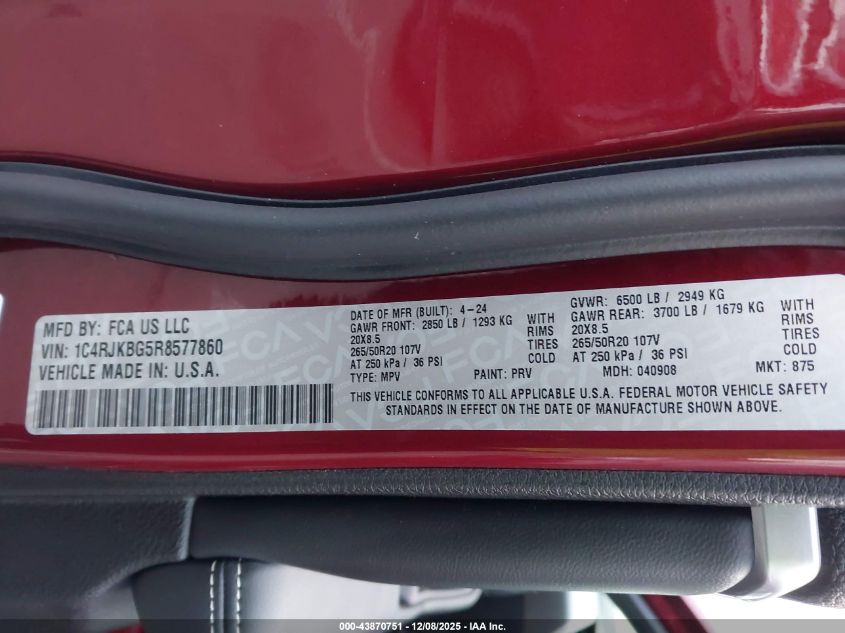 MFD BY: FCA US LLC
VIN: 1C4RJKBG5R8577860
VEHICLE MADE IN: U.S.A.
DATE OF MFR (BUILT): 4-24
GAWR FRONT: 2850 LB / 1293 KG WITH
20X8.5 RIMS
265/50R20 107V TIRES
AT 250 kPa / 36 PSI COLD
TYPE: MPV PAINT: PRV
GVWR: 6500 LB / 2949 KG
GAWR REAR: 3700 LB / 1679 KG WITH
20X8.5 RIMS
265/50R20 107V TIRES
AT 250 kPa / 36 PSI COLD
MDH: 040908 MKT: 875
THIS VEHICLE CONFORMS TO ALL APPLICABLE U.S.A. FEDERAL MOTOR VEHICLE SAFETY
STANDARDS IN EFFECT ON THE DATE OF MANUFACTURE SHOWN ABOVE.
000-43870751 - 12/08/2025 - IAA Inc.